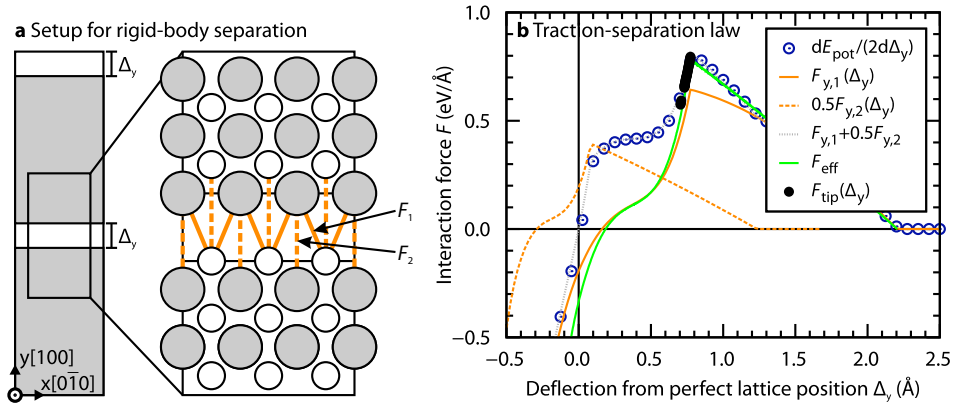 a Setup for rigid-body separation
Δy
Δy
F1
F2
y[100]
x[01̅0]
b Traction-separation law
Interaction force F (eV/Å)
1.0
0.5
0.0
−0.5
−0.5
0.0
0.5
1.0
1.5
2.0
2.5
Deflection from perfect lattice position Δy (Å)
dEpot/(2dΔy)
Fy,1(Δy)
0.5Fy,2(Δy)
Fy,1+0.5Fy,2
Feff
Ftip(Δy)